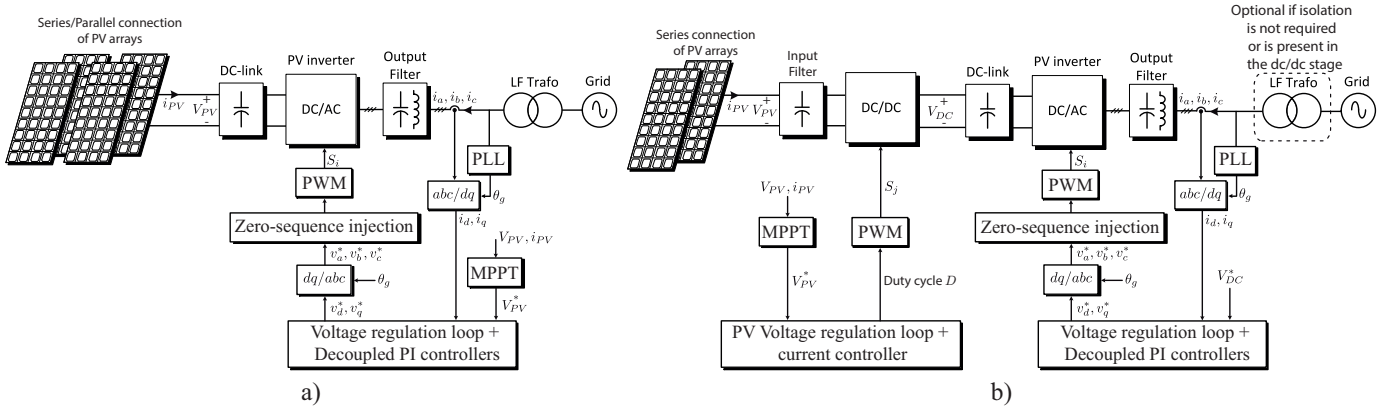 Series/Parallel connection
of PV arrays
i_PV
+
V_PV
-
DC-link
PV inverter
DC/AC
Output
Filter
i_a, i_b, i_c
LF Trafo
Grid
PLL
θ_g
abc/dq
i_d, i_q
S_i
PWM
Zero-sequence injection
v_a^*, v_b^*, v_c^*
dq/abc
θ_g
v_d^*, v_q^*
V_PV, i_PV
MPPT
V_PV^*
Voltage regulation loop +
Decoupled PI controllers
a)
Series connection
of PV arrays
i_PV
+
V_PV
-
Input
Filter
DC/DC
+
V_DC
-
DC-link
PV inverter
DC/AC
Output
Filter
i_a, i_b, i_c
Optional if isolation
is not required
or is present in
the dc/dc stage
LF Trafo
Grid
PLL
θ_g
abc/dq
i_d, i_q
S_j
PWM
Duty cycle D
V_PV, i_PV
MPPT
V_PV^*
PV Voltage regulation loop +
current controller
S_i
PWM
Zero-sequence injection
v_a^*, v_b^*, v_c^*
dq/abc
θ_g
v_d^*, v_q^*
V_DC^*
Voltage regulation loop +
Decoupled PI controllers
b)